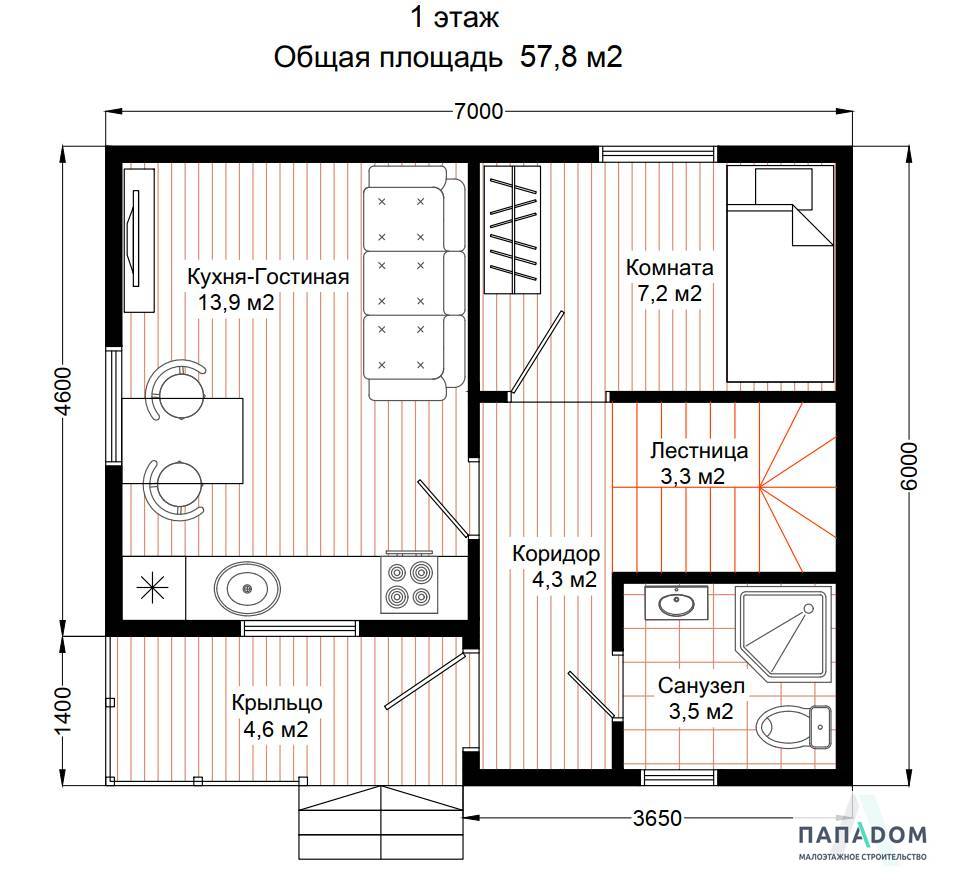 1 этаж
Общая площадь 57,8 м2
7000
Кухня-Гостиная
13,9 м2
Комната
7,2 м2
4600
6000
Лестница
3,3 м2
Коридор
4,3 м2
1400
Крыльцо
4,6 м2
Санузел
3,5 м2
3650
ПАПАDОМ
МАЛОЭТАЖНОЕ СТРОИТЕЛЬСТВО